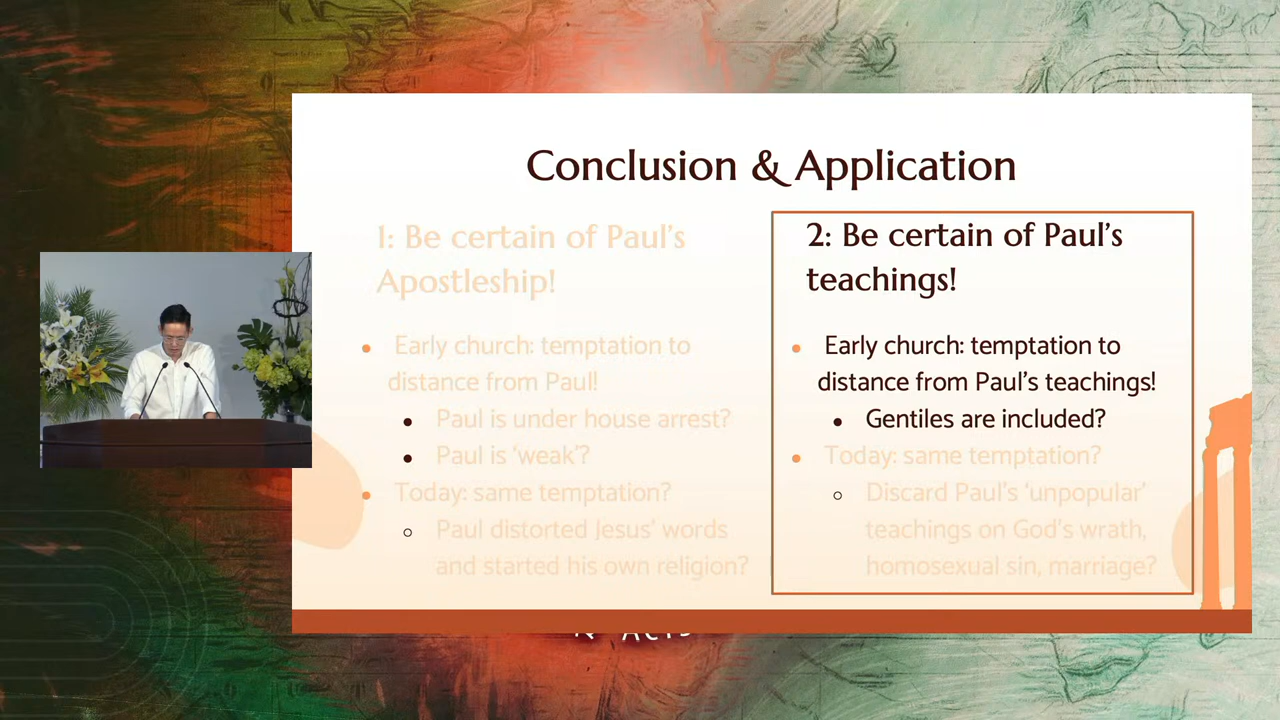 Conclusion & Application
1: Be certain of Paul's
Apostleship!
Early church: temptation to
distance from Paul!
Paul is under house arrest?
Paul is 'weak'?
Today: same temptation?
Paul distorted Jesus' words
and started his own religion?
2: Be certain of Paul's
teachings!
Early church: temptation to
distance from Paul's teachings!
Gentiles are included?
Today: same temptation?
Discard Paul's 'unpopular'
teachings on God's wrath,
homosexual sin, marriage?
ACTS